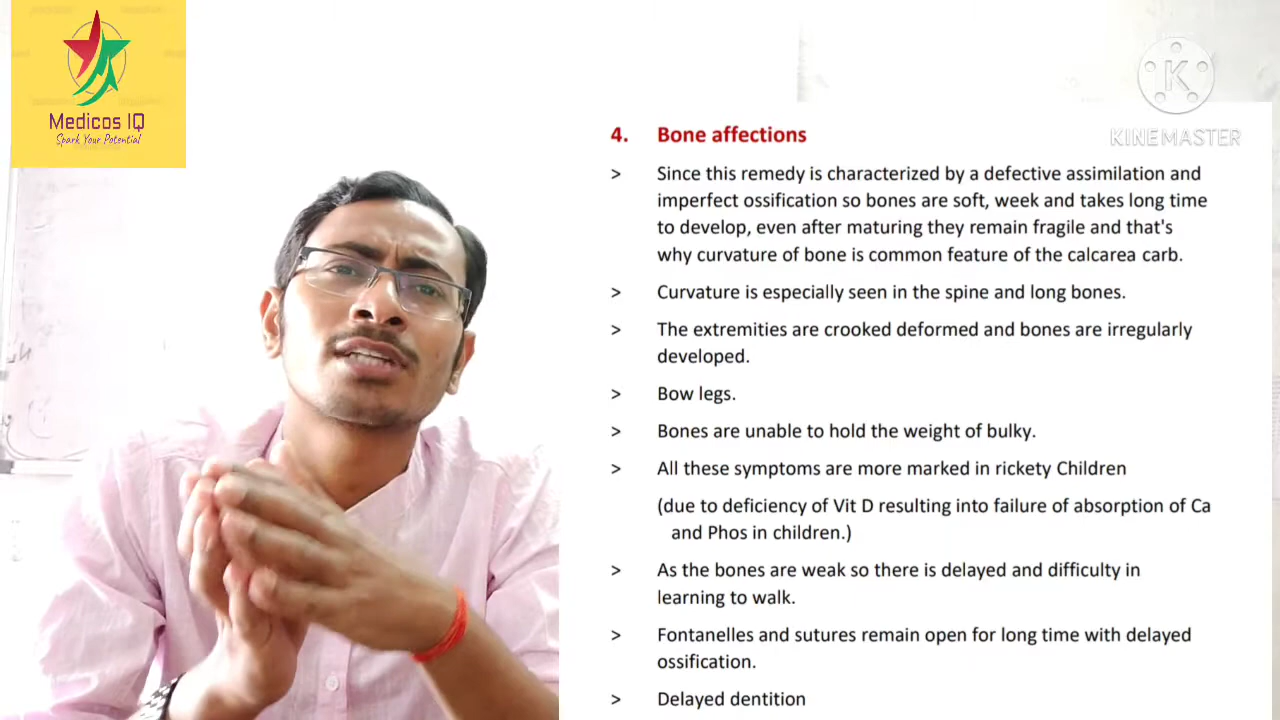 Medicos IQ
Spark Your Potential
KINEMASTER
4. Bone affections
> Since this remedy is characterized by a defective assimilation and
imperfect ossification so bones are soft, week and takes long time
to develop, even after maturing they remain fragile and that's
why curvature of bone is common feature of the calcarea carb.
> Curvature is especially seen in the spine and long bones.
> The extremities are crooked deformed and bones are irregularly
developed.
> Bow legs.
> Bones are unable to hold the weight of bulky.
> All these symptoms are more marked in rickety Children
(due to deficiency of Vit D resulting into failure of absorption of Ca
and Phos in children.)
> As the bones are weak so there is delayed and difficulty in
learning to walk.
> Fontanelles and sutures remain open for long time with delayed
ossification.
> Delayed dentition